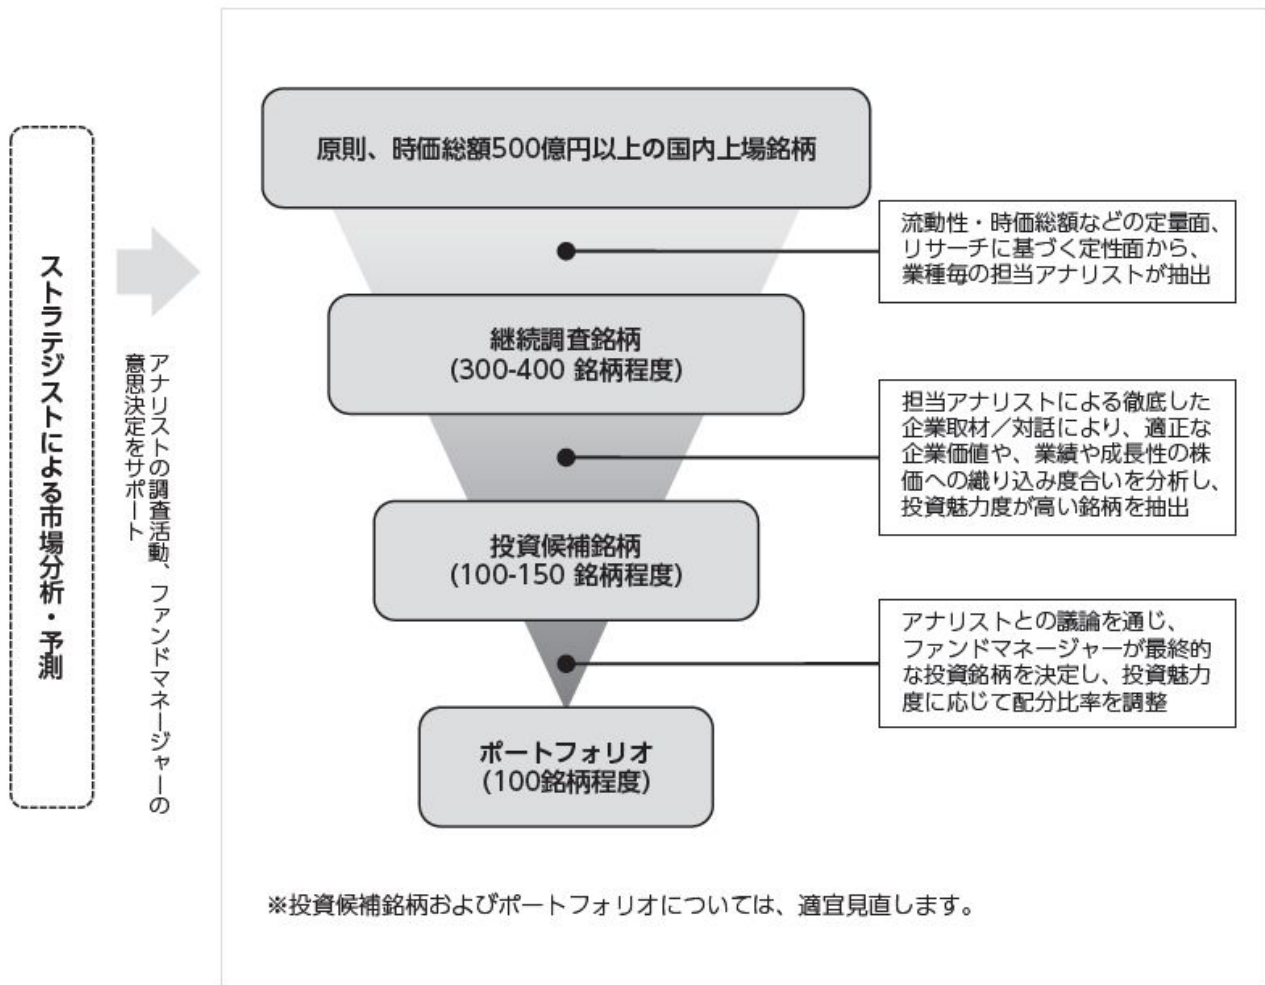 ストラテジストによる市場分析・予測
アナリストの調査活動、ファンドマネージャーの
意思決定をサポート
原則、時価総額500億円以上の国内上場銘柄
流動性・時価総額などの定量面、
リサーチに基づく定性面から、
業種毎の担当アナリストが抽出
継続調査銘柄
(300-400 銘柄程度)
担当アナリストによる徹底した
企業取材／対話により、適正な
企業価値や、業績や成長性の株
価への織り込み度合いを分析し、
投資魅力度が高い銘柄を抽出
投資候補銘柄
(100-150 銘柄程度)
アナリストとの議論を通じ、
ファンドマネージャーが最終的
な投資銘柄を決定し、投資魅力
度に応じて配分比率を調整
ポートフォリオ
(100銘柄程度)
※投資候補銘柄およびポートフォリオについては、適宜見直します。